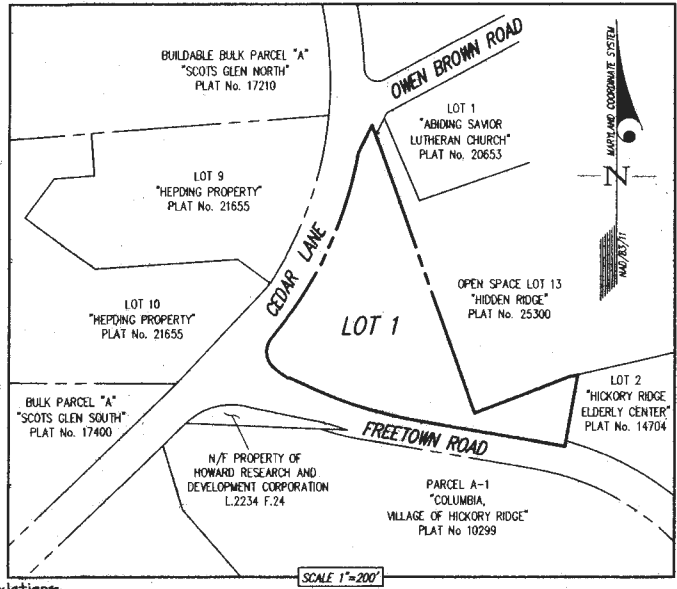 BUILDABLE BULK PARCEL "A"
"SCOTS GLEN NORTH"
PLAT No. 17210
OWEN BROWN ROAD
LOT 1
"ABIDING SAVIOR
LUTHERAN CHURCH"
PLAT No. 20653
MARYLAND COORDINATE SYSTEM
N
NAD/83/11
LOT 9
"HEPDING PROPERTY"
PLAT No. 21655
CEDAR LANE
OPEN SPACE LOT 13
"HIDDEN RIDGE"
PLAT No. 25300
LOT 10
"HEPDING PROPERTY"
PLAT No. 21655
LOT 1
BULK PARCEL "A"
"SCOTS GLEN SOUTH"
PLAT No. 17400
LOT 2
"HICKORY RIDGE
ELDERLY CENTER"
PLAT No. 14704
FREETOWN ROAD
N/F PROPERTY OF
HOWARD RESEARCH AND
DEVELOPMENT CORPORATION
L.2234 F.24
PARCEL A-1
"COLUMBIA,
VILLAGE OF HICKORY RIDGE"
PLAT No 10299
SCALE 1"=200'